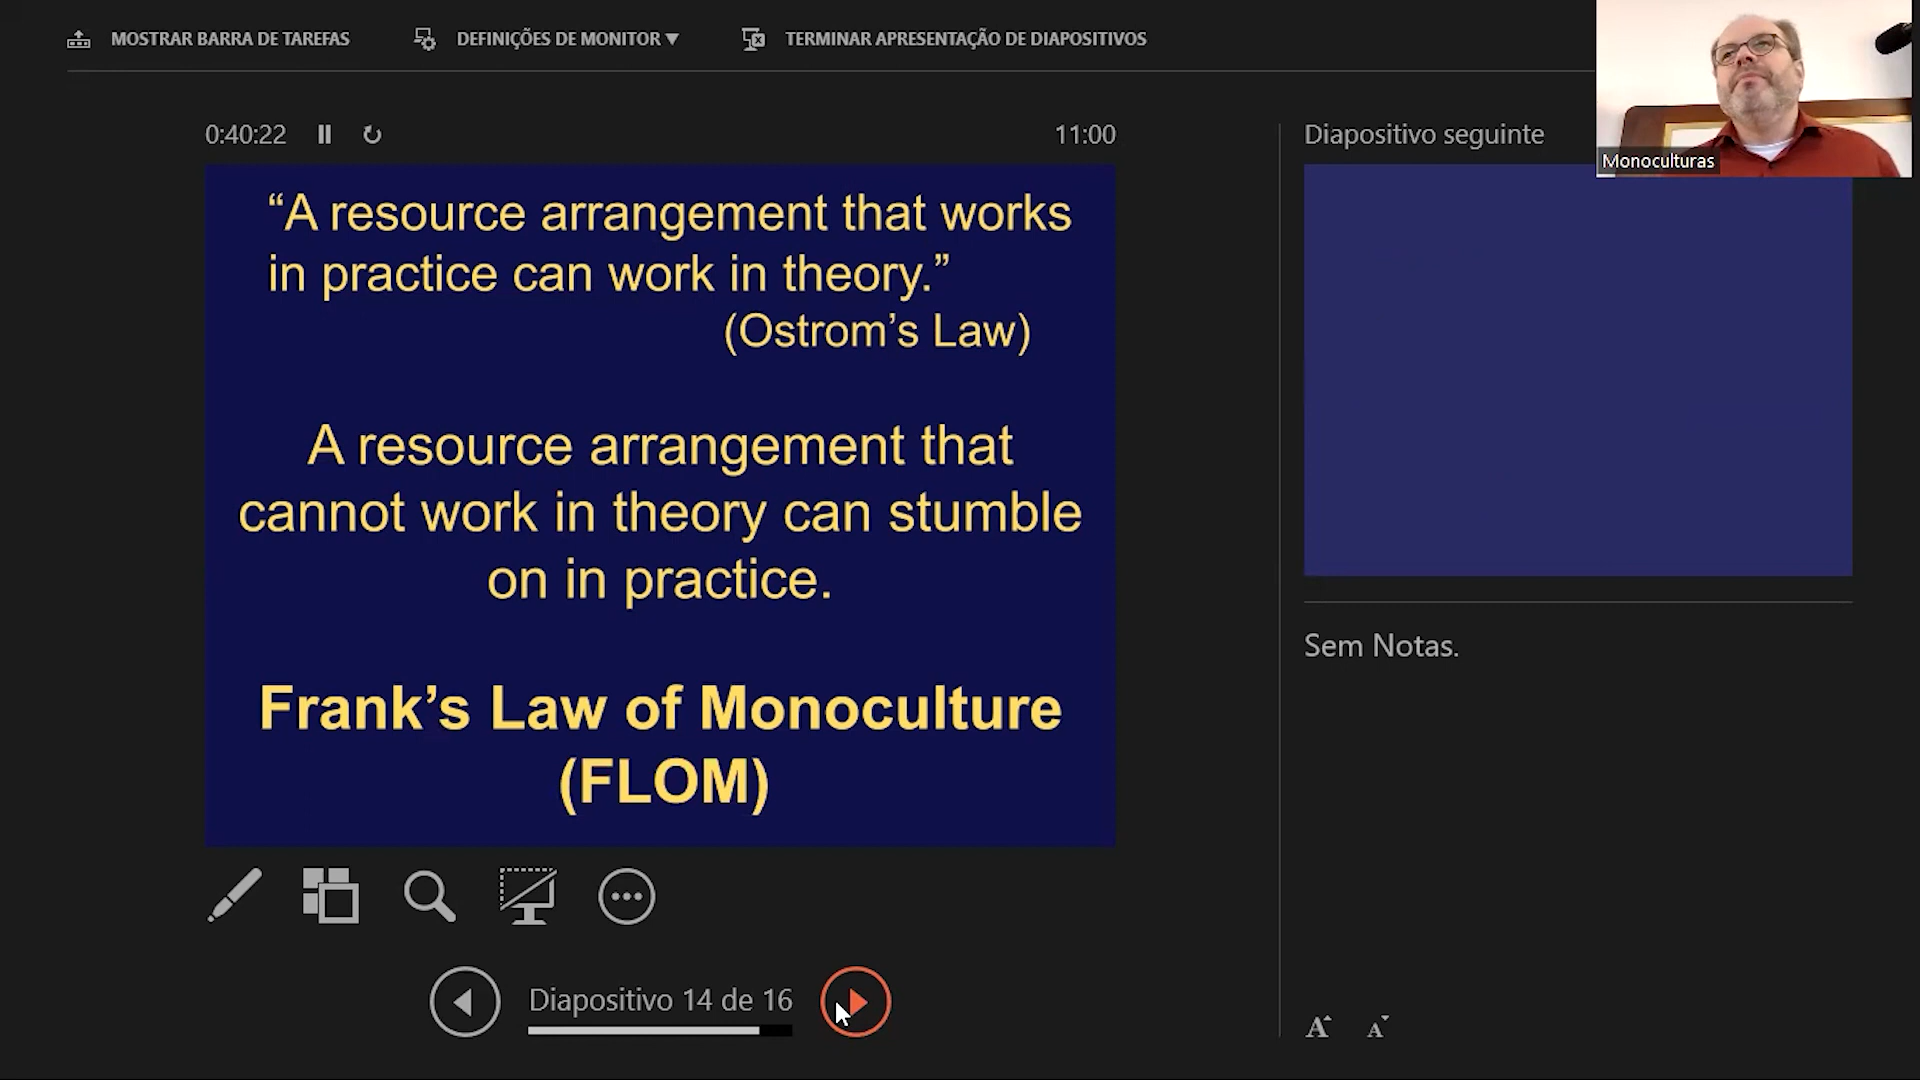 MOSTRAR BARRA DE TAREFAS
DEFINIÇÕES DE MONITOR
TERMINAR APRESENTAÇÃO DE DIAPOSITIVOS
Monoculturas
0:40:22
11:00
Diapositivo seguinte
“A resource arrangement that works
in practice can work in theory.”
(Ostrom’s Law)
A resource arrangement that
cannot work in theory can stumble
on in practice.
Frank’s Law of Monoculture
(FLOM)
Sem Notas.
Diapositivo 14 de 16
A A